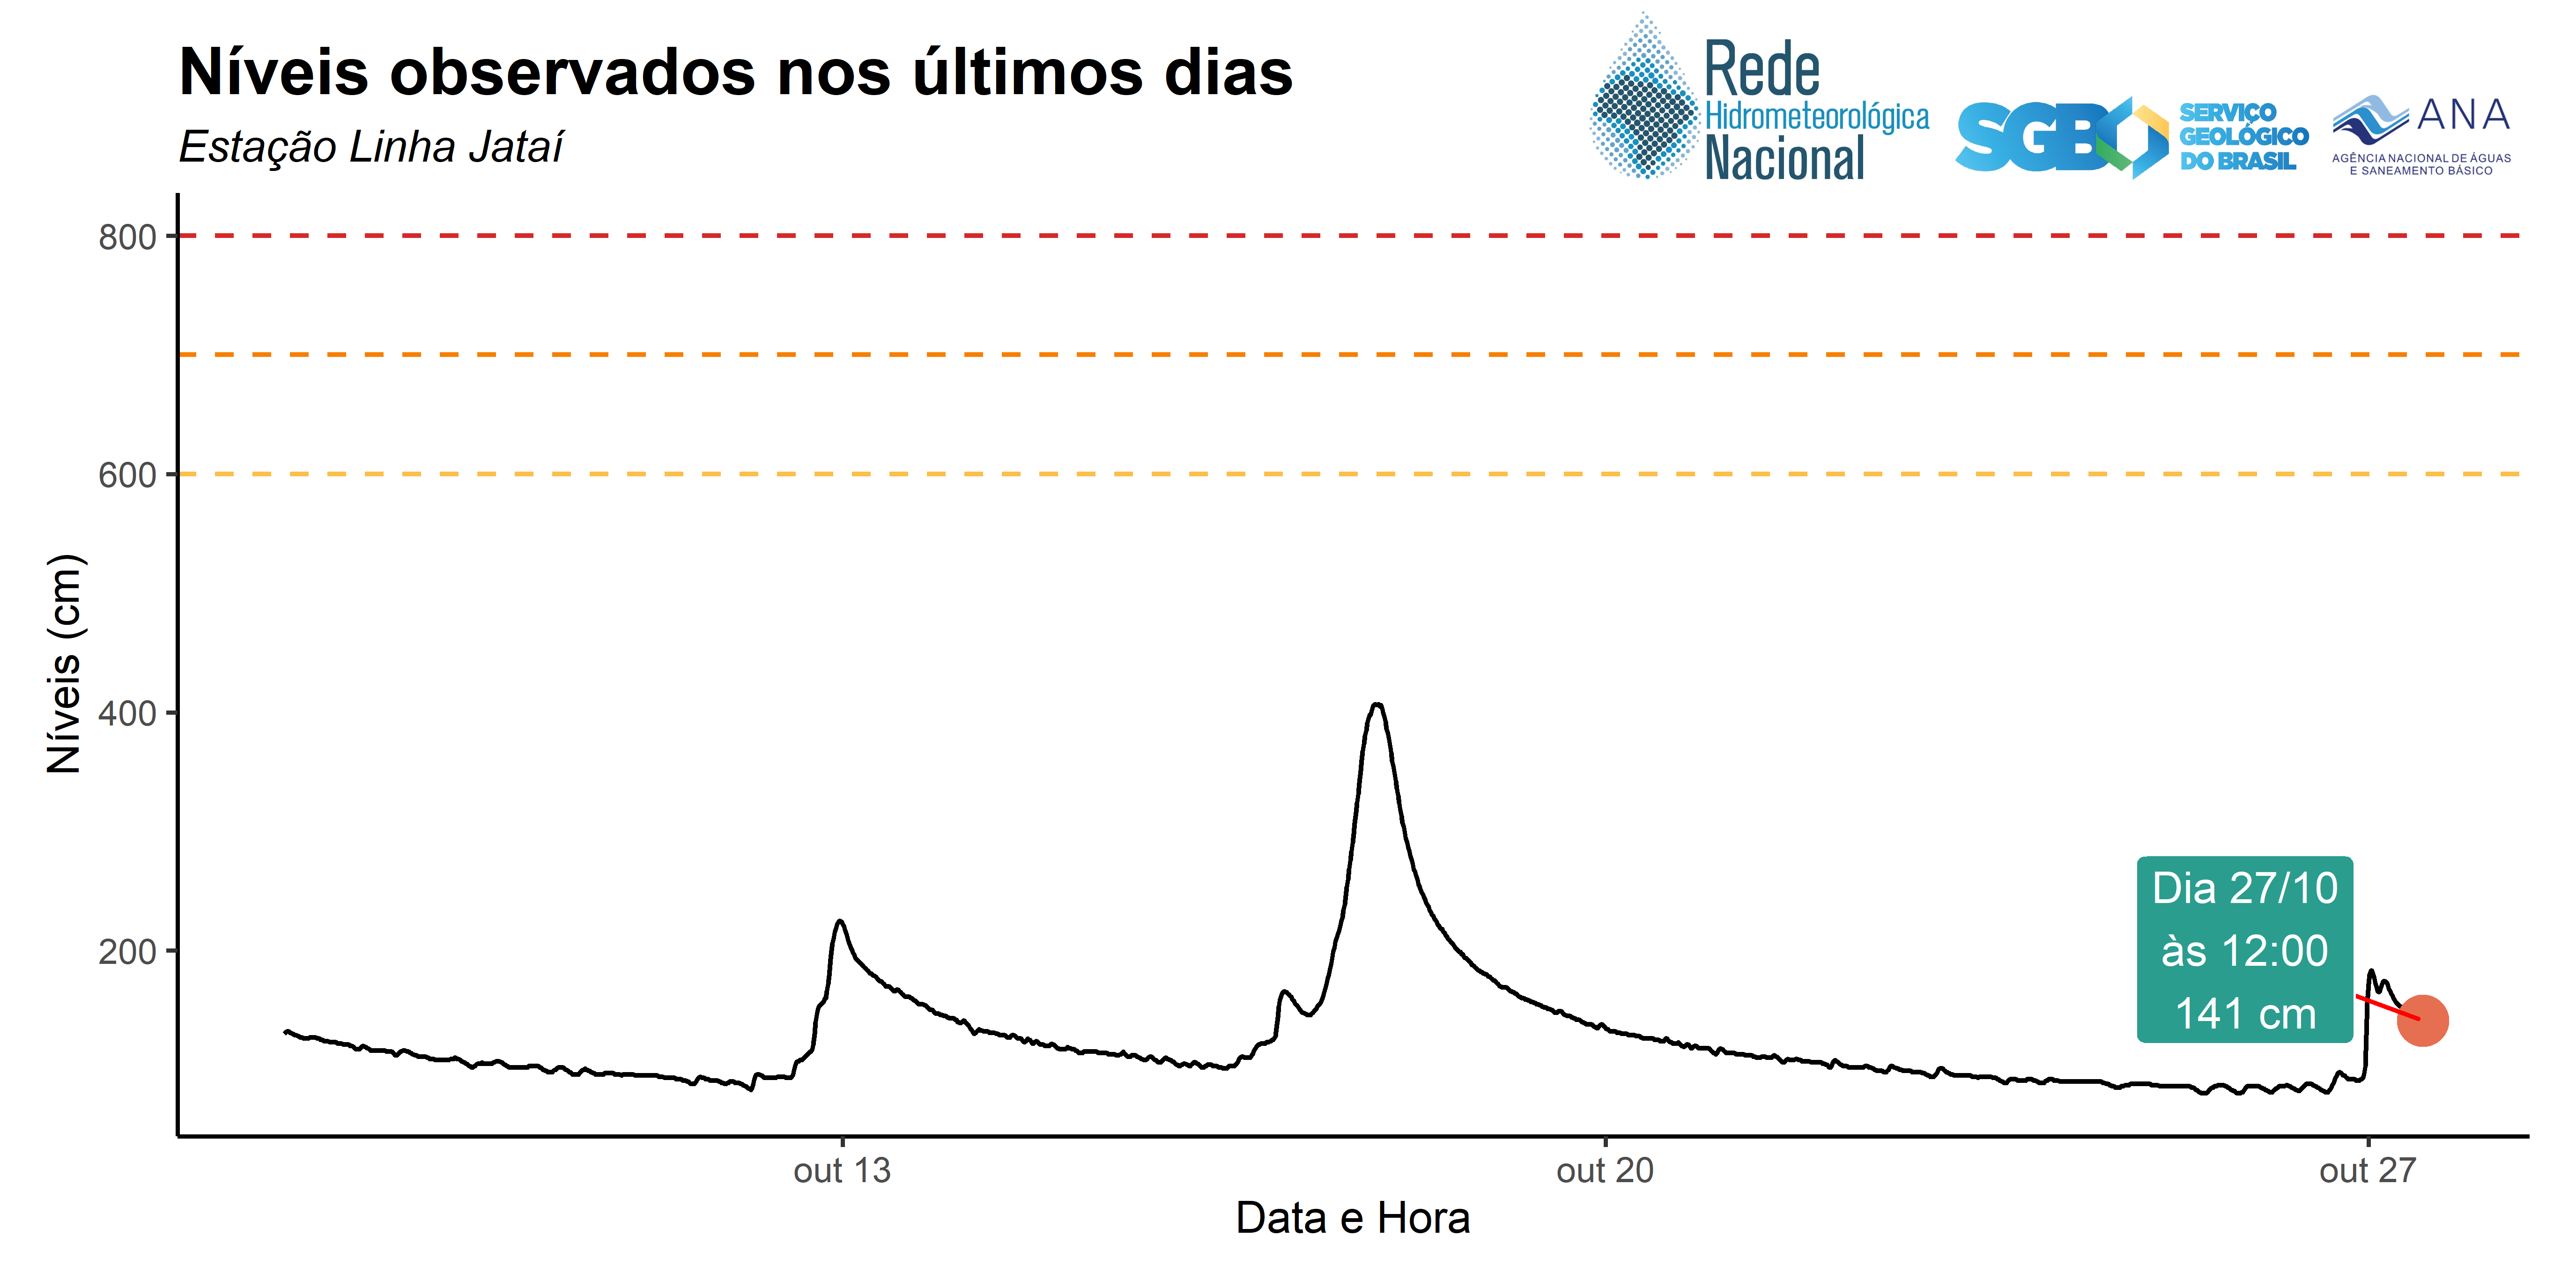 Níveis observados nos últimos dias
Estação Linha Jataí
Rede
Hidrometeorológica
Nacional
SGB
SERVIÇO
GEOLÓGICO
DO BRASIL
ANA
AGÊNCIA NACIONAL DE ÁGUAS
E SANEAMENTO BÁSICO
Níveis (cm)
800
600
400
200
Dia 27/10
às 12:00
141 cm
out 13
out 20
out 27
Data e Hora